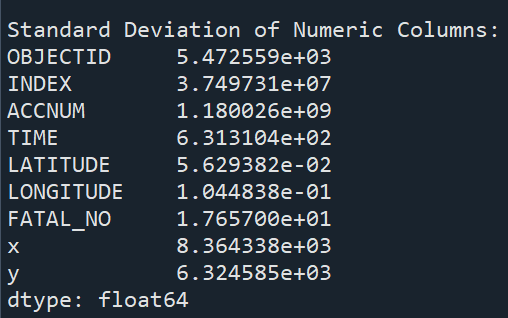 Standard Deviation of Numeric Columns:
OBJECTID     5.472559e+03
INDEX        3.749731e+07
ACCNUM       1.180026e+09
TIME         6.313104e+02
LATITUDE     5.629382e-02
LONGITUDE    1.044838e-01
FATAL_NO     1.765700e+01
x            8.364338e+03
y            6.324585e+03
dtype: float64